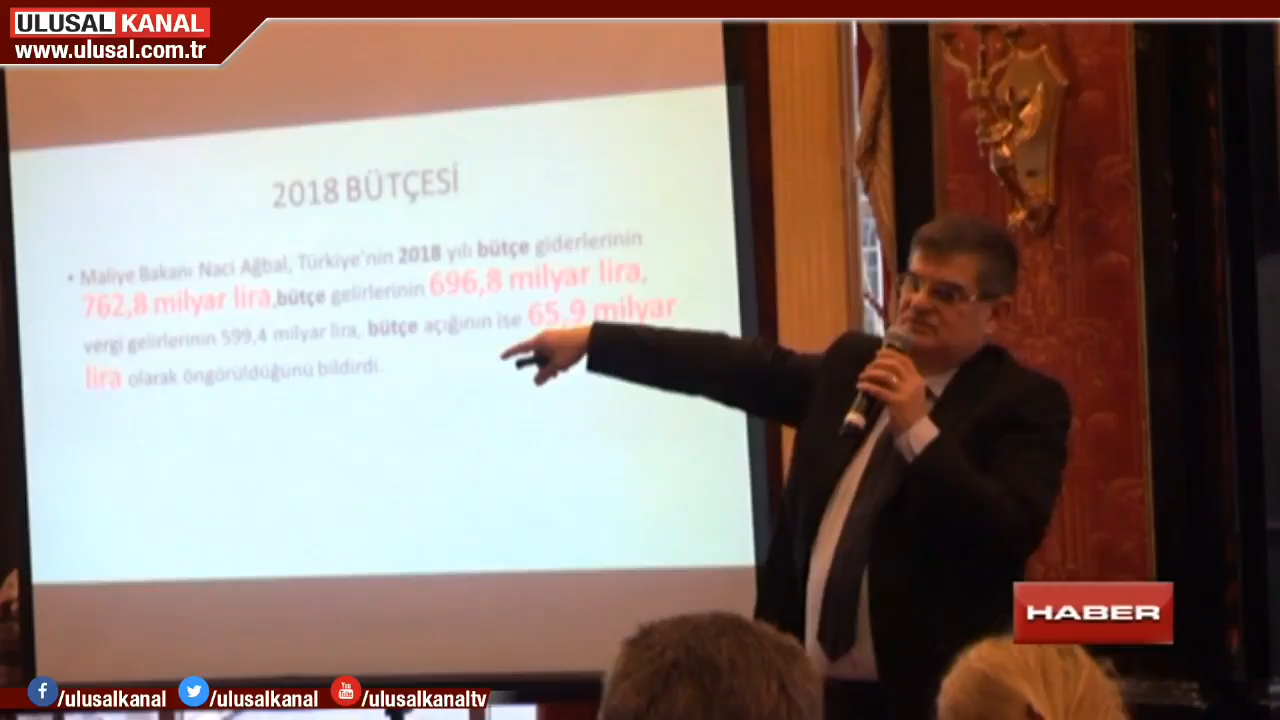 ULUSAL KANAL
www.ulusal.com.tr
2018 BÜTÇESİ
• Maliye Bakanı Naci Ağbal, Türkiye'nin 2018 yılı bütçe giderlerinin
762,8 milyar lira,bütçe gelirlerinin 696,8 milyar lira,
vergi gelirlerinin 599,4 milyar lira, bütçe açığının ise 65,9 milyar
lira olarak öngörüldüğünü bildirdi.
HABER
/ulusalkanal /ulusalkanal /ulusalkanaltv